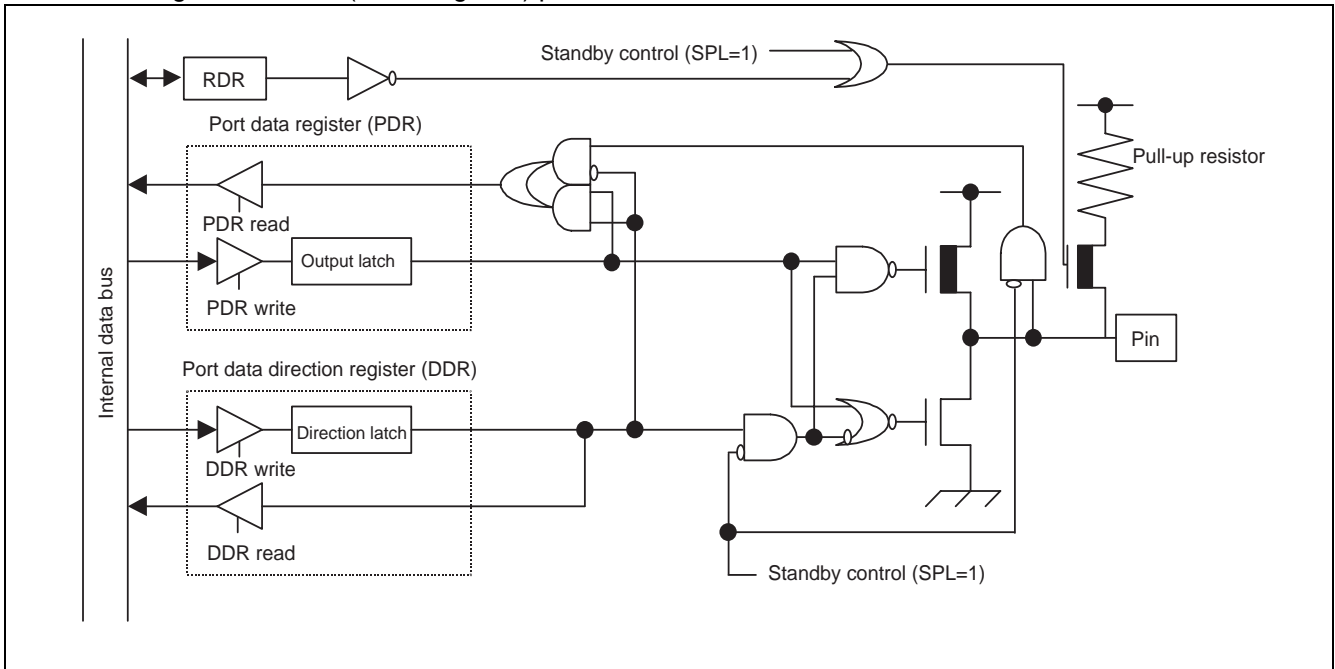 Standby control (SPL=1)
RDR
Port data register (PDR)
Pull-up resistor
PDR read
Output latch
PDR write
Internal data bus
Pin
Port data direction register (DDR)
Direction latch
DDR write
DDR read
Standby control (SPL=1)